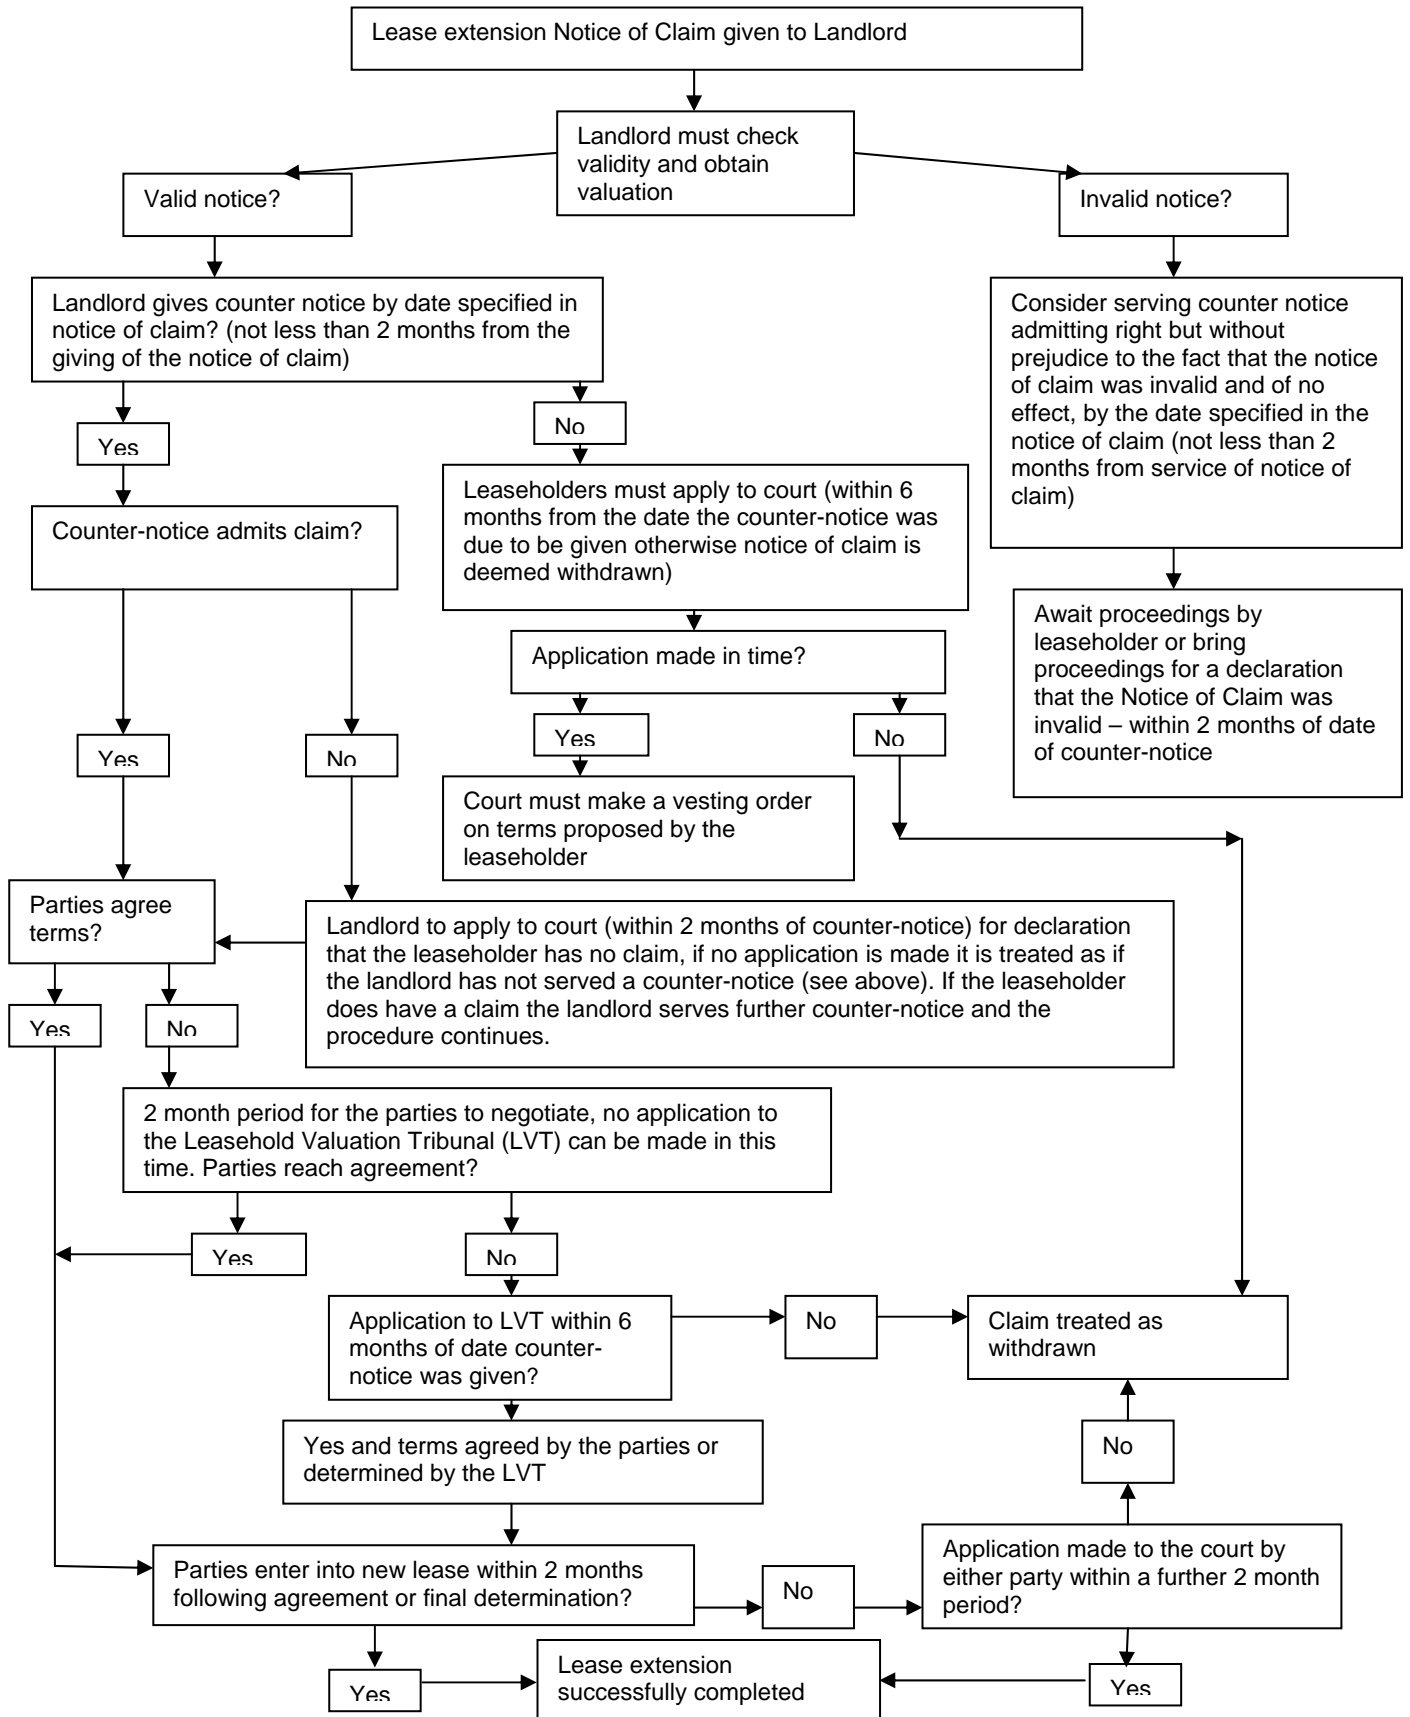 Lease extension Notice of Claim given to Landlord
Landlord must check
validity and obtain
valuation
Valid notice?
Invalid notice?
Landlord gives counter notice by date specified in
notice of claim? (not less than 2 months from the
giving of the notice of claim)
Consider serving counter notice
admitting right but without
prejudice to the fact that the notice
of claim was invalid and of no
effect, by the date specified in the
notice of claim (not less than 2
months from service of notice of
claim)
Yes
No
Leaseholders must apply to court (within 6
months from the date the counter-notice was
due to be given otherwise notice of claim is
deemed withdrawn)
Counter-notice admits claim?
Await proceedings by
leaseholder or bring
proceedings for a declaration
that the Notice of Claim was
invalid – within 2 months of date
of counter-notice
Application made in time?
Yes
No
Yes
No
Court must make a vesting order
on terms proposed by the
leaseholder
Parties agree
terms?
Landlord to apply to court (within 2 months of counter-notice) for declaration
that the leaseholder has no claim, if no application is made it is treated as if
the landlord has not served a counter-notice (see above). If the leaseholder
does have a claim the landlord serves further counter-notice and the
procedure continues.
Yes
No
2 month period for the parties to negotiate, no application to
the Leasehold Valuation Tribunal (LVT) can be made in this
time. Parties reach agreement?
Yes
No
Application to LVT within 6
months of date counter-
notice was given?
No
Claim treated as
withdrawn
Yes and terms agreed by the parties or
determined by the LVT
No
Parties enter into new lease within 2 months
following agreement or final determination?
No
Application made to the court by
either party within a further 2 month
period?
Yes
Lease extension
successfully completed
Yes